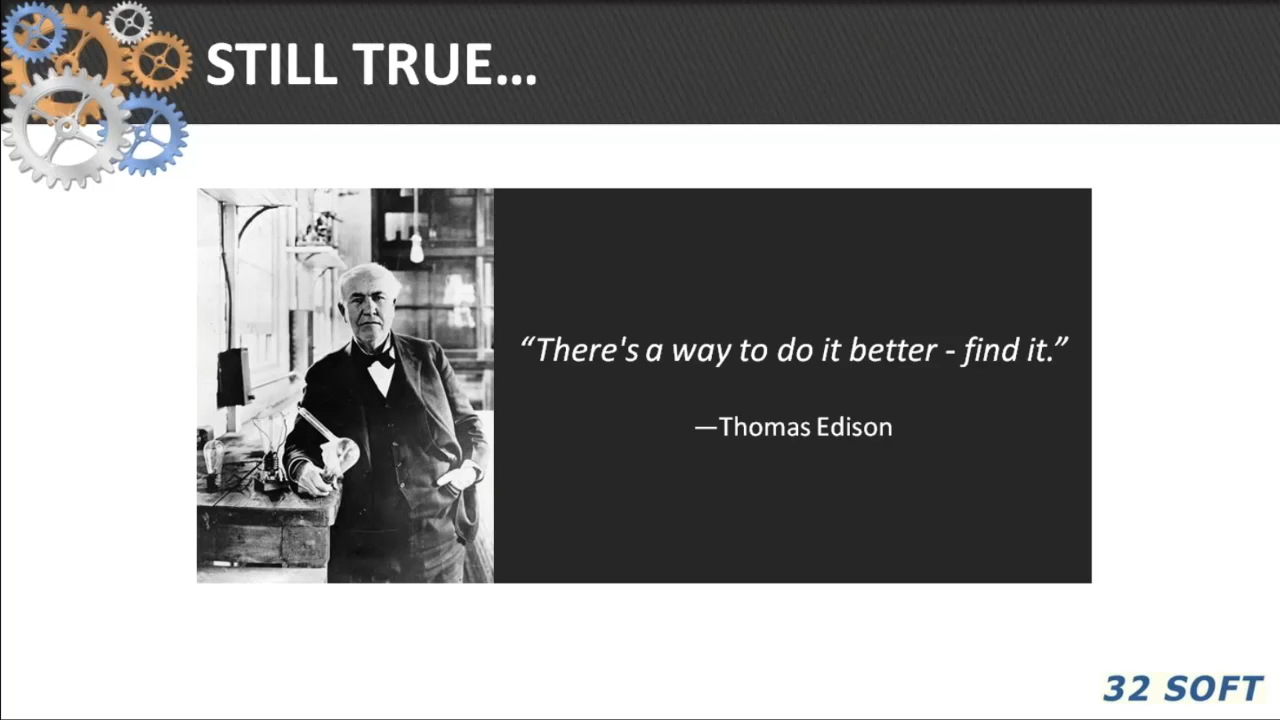 STILL TRUE...
“There's a way to do it better - find it.”
—Thomas Edison
32 SOFT